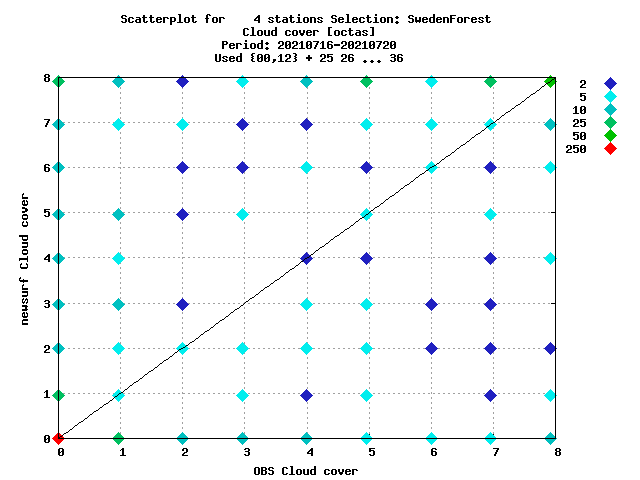 Scatterplot for    4 stations Selection: SwedenForest
Cloud cover [octas]
Period: 20210716-20210720
Used {00,12} + 25 26 ... 36
8
7
6
5
4
3
2
1
0
newsurf Cloud cover
0 1 2 3 4 5 6 7 8
OBS Cloud cover
2
5
10
25
50
250